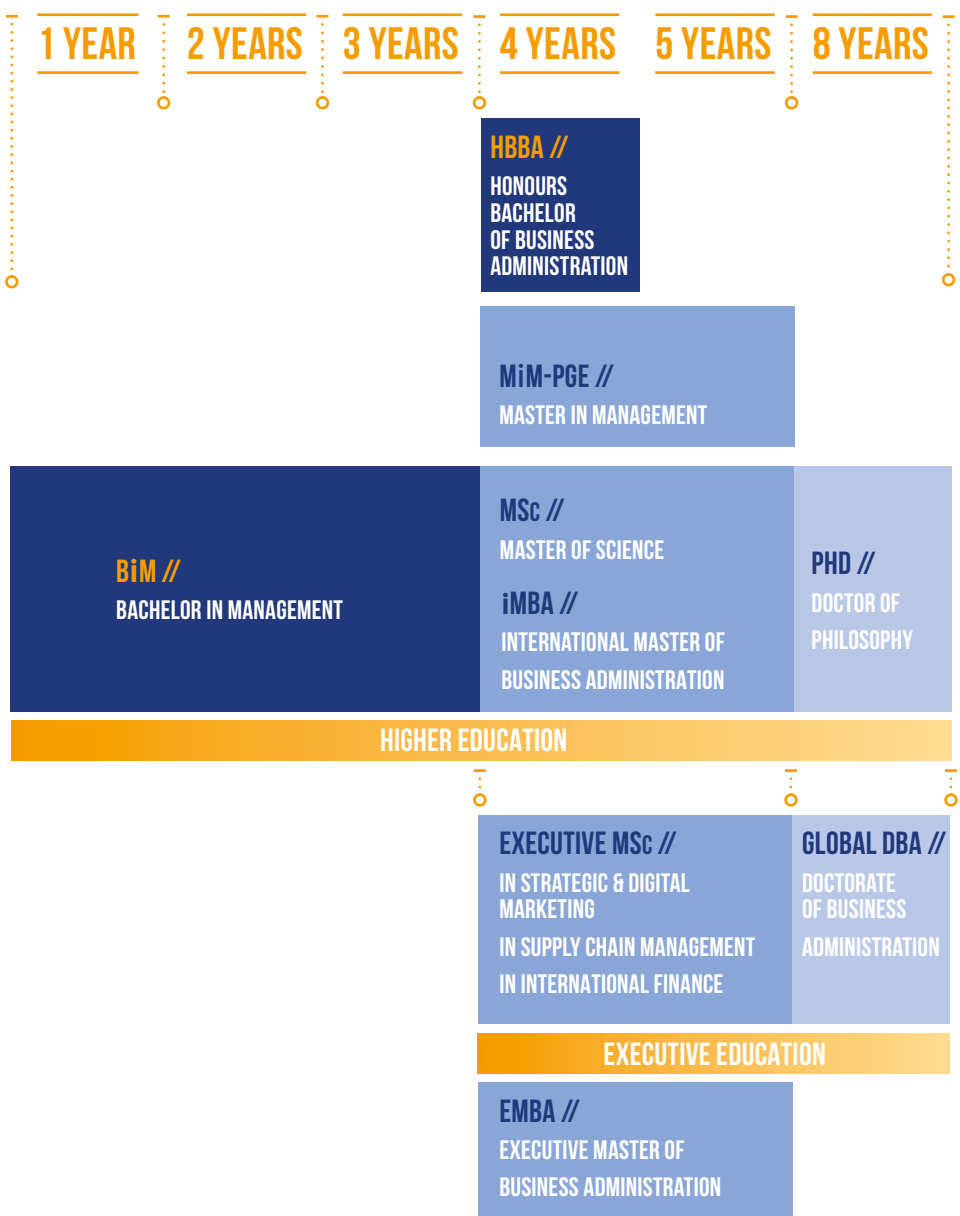 1 YEAR
2 YEARS
3 YEARS
4 YEARS
5 YEARS
8 YEARS
HBBA //
HONOURS
BACHELOR
OF BUSINESS
ADMINISTRATION
MiM-PGE //
MASTER IN MANAGEMENT
BiM //
BACHELOR IN MANAGEMENT
MSc //
MASTER OF SCIENCE
iMBA //
INTERNATIONAL MASTER OF
BUSINESS ADMINISTRATION
PHD //
DOCTOR OF
PHILOSOPHY
HIGHER EDUCATION
EXECUTIVE MSc //
IN STRATEGIC & DIGITAL
MARKETING
IN SUPPLY CHAIN MANAGEMENT
IN INTERNATIONAL FINANCE
GLOBAL DBA //
DOCTORATE
OF BUSINESS
ADMINISTRATION
EXECUTIVE EDUCATION
EMBA //
EXECUTIVE MASTER OF
BUSINESS ADMINISTRATION